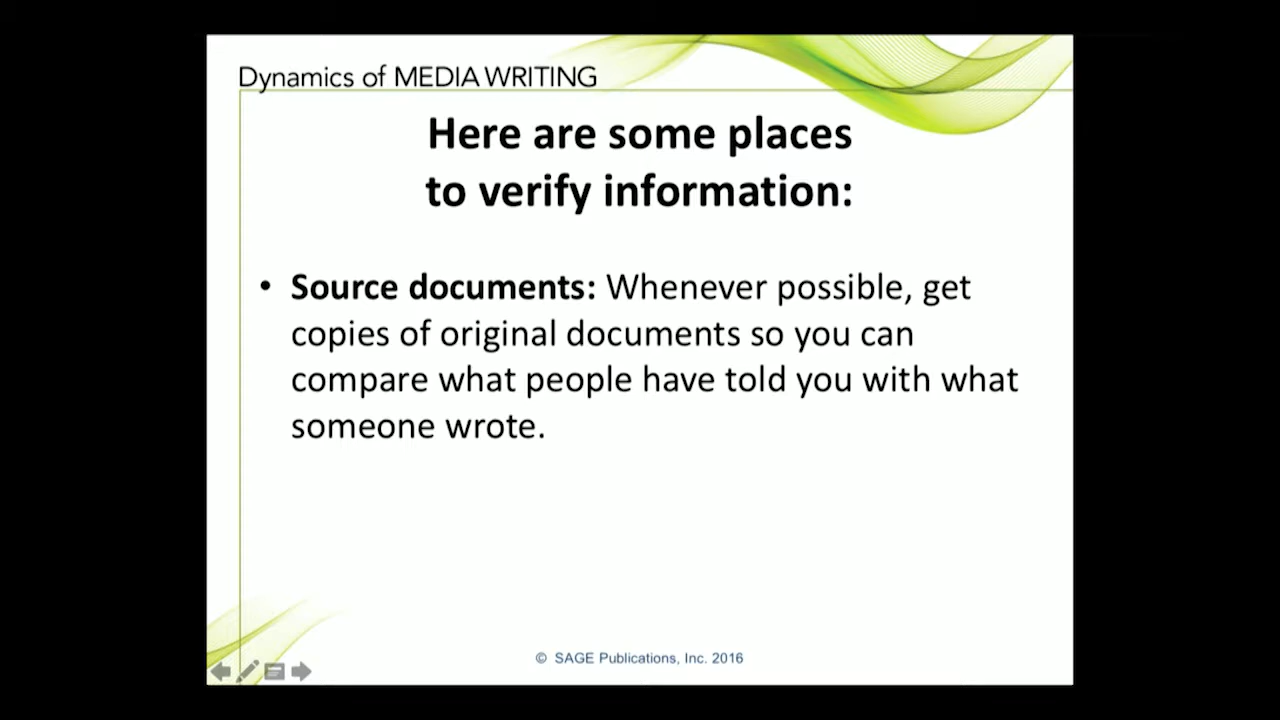 Dynamics of MEDIA WRITING
Here are some places
to verify information:
• Source documents: Whenever possible, get
copies of original documents so you can
compare what people have told you with what
someone wrote.
© SAGE Publications, Inc. 2016